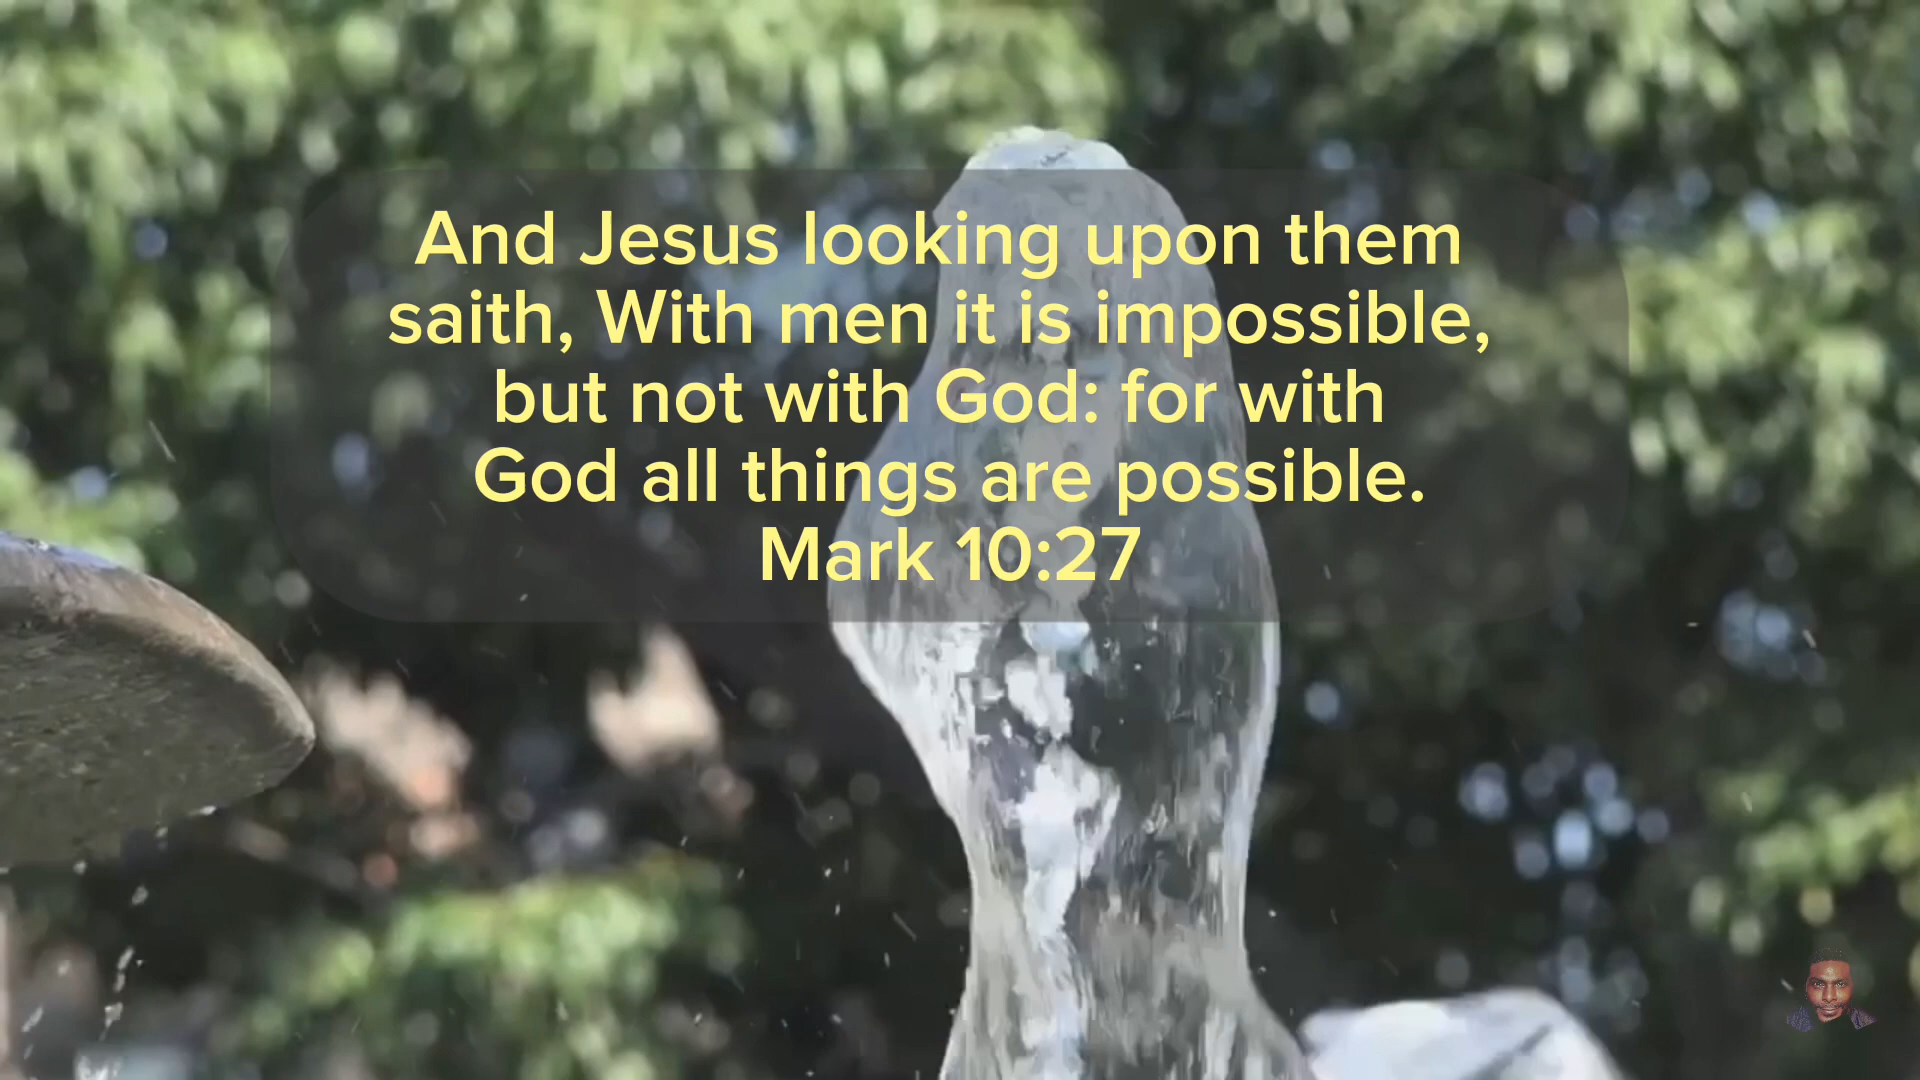 And Jesus looking upon them
saith, With men it is impossible,
but not with God: for with
God all things are possible.
Mark 10:27